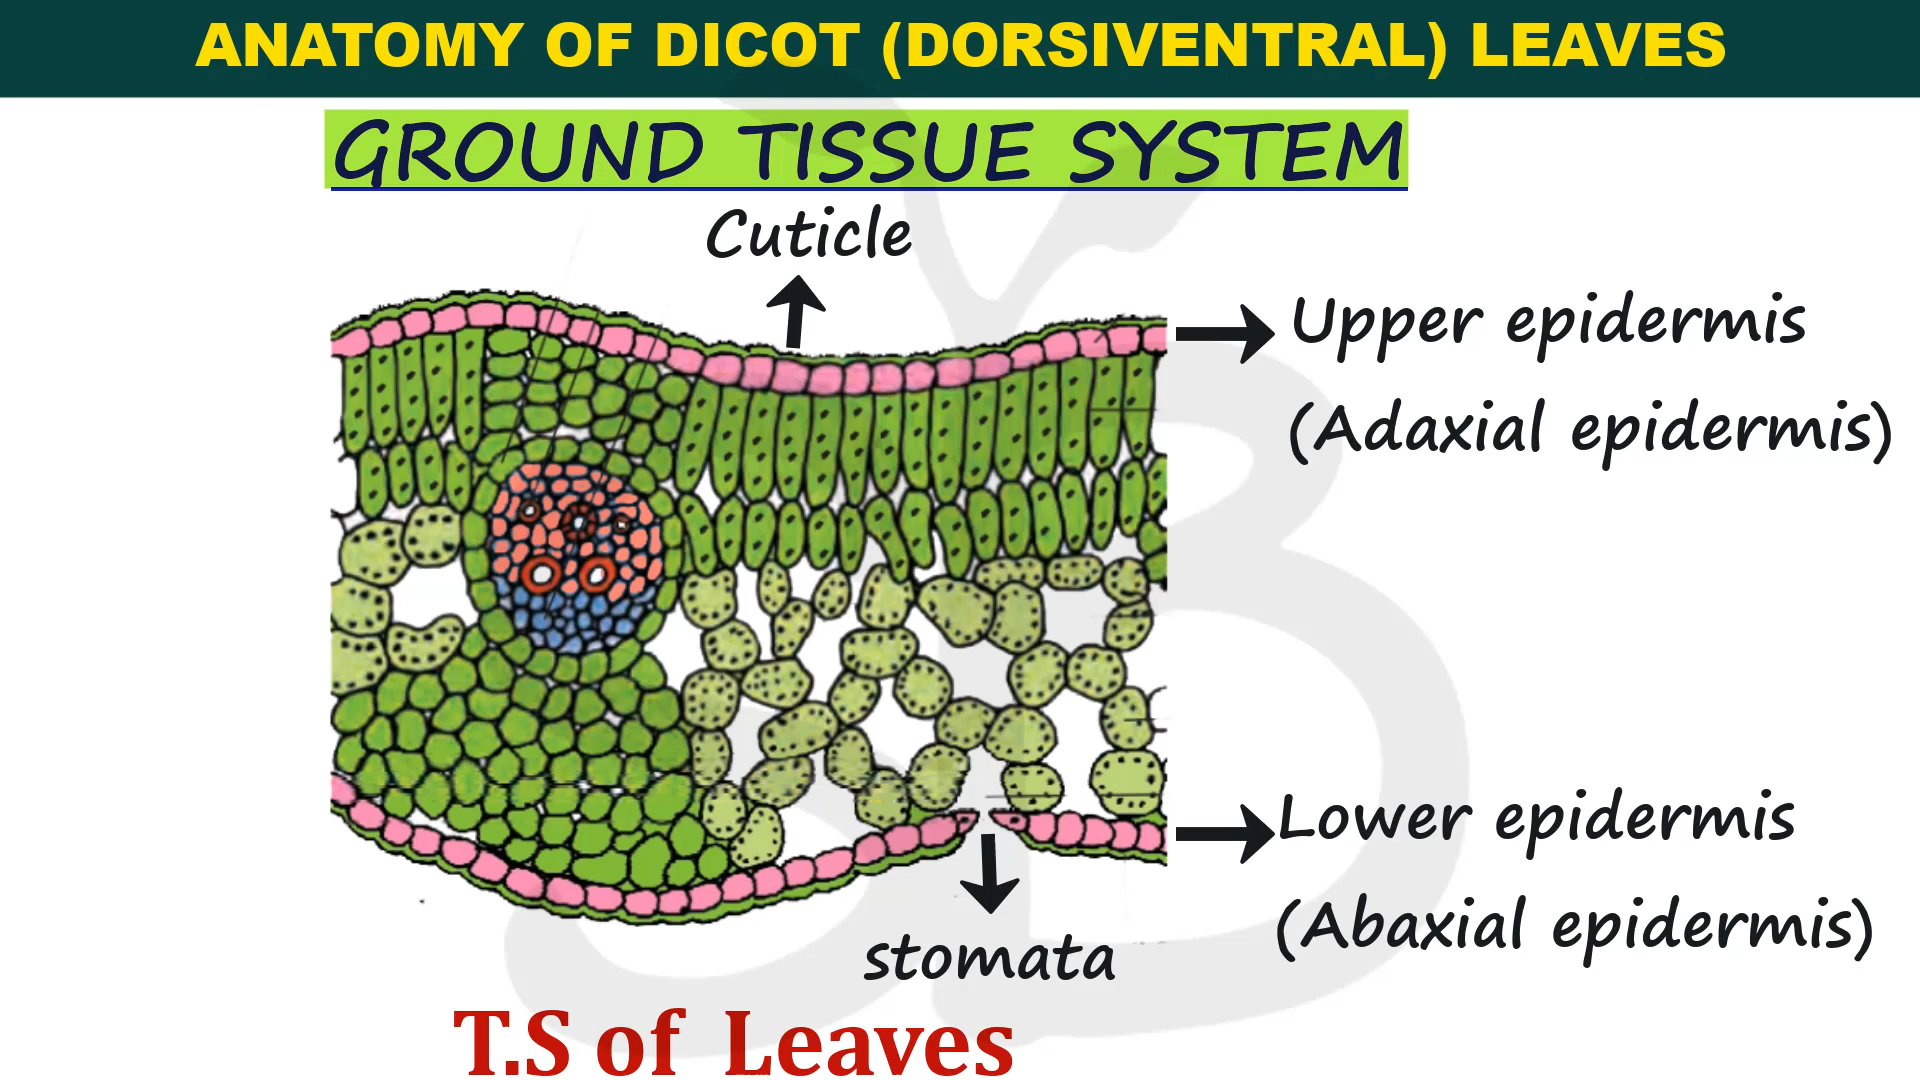 ANATOMY OF DICOT (DORSIVENTRAL) LEAVES
GROUND TISSUE SYSTEM
Cuticle
Upper epidermis
(Adaxial epidermis)
Lower epidermis
(Abaxial epidermis)
stomata
T.S of Leaves